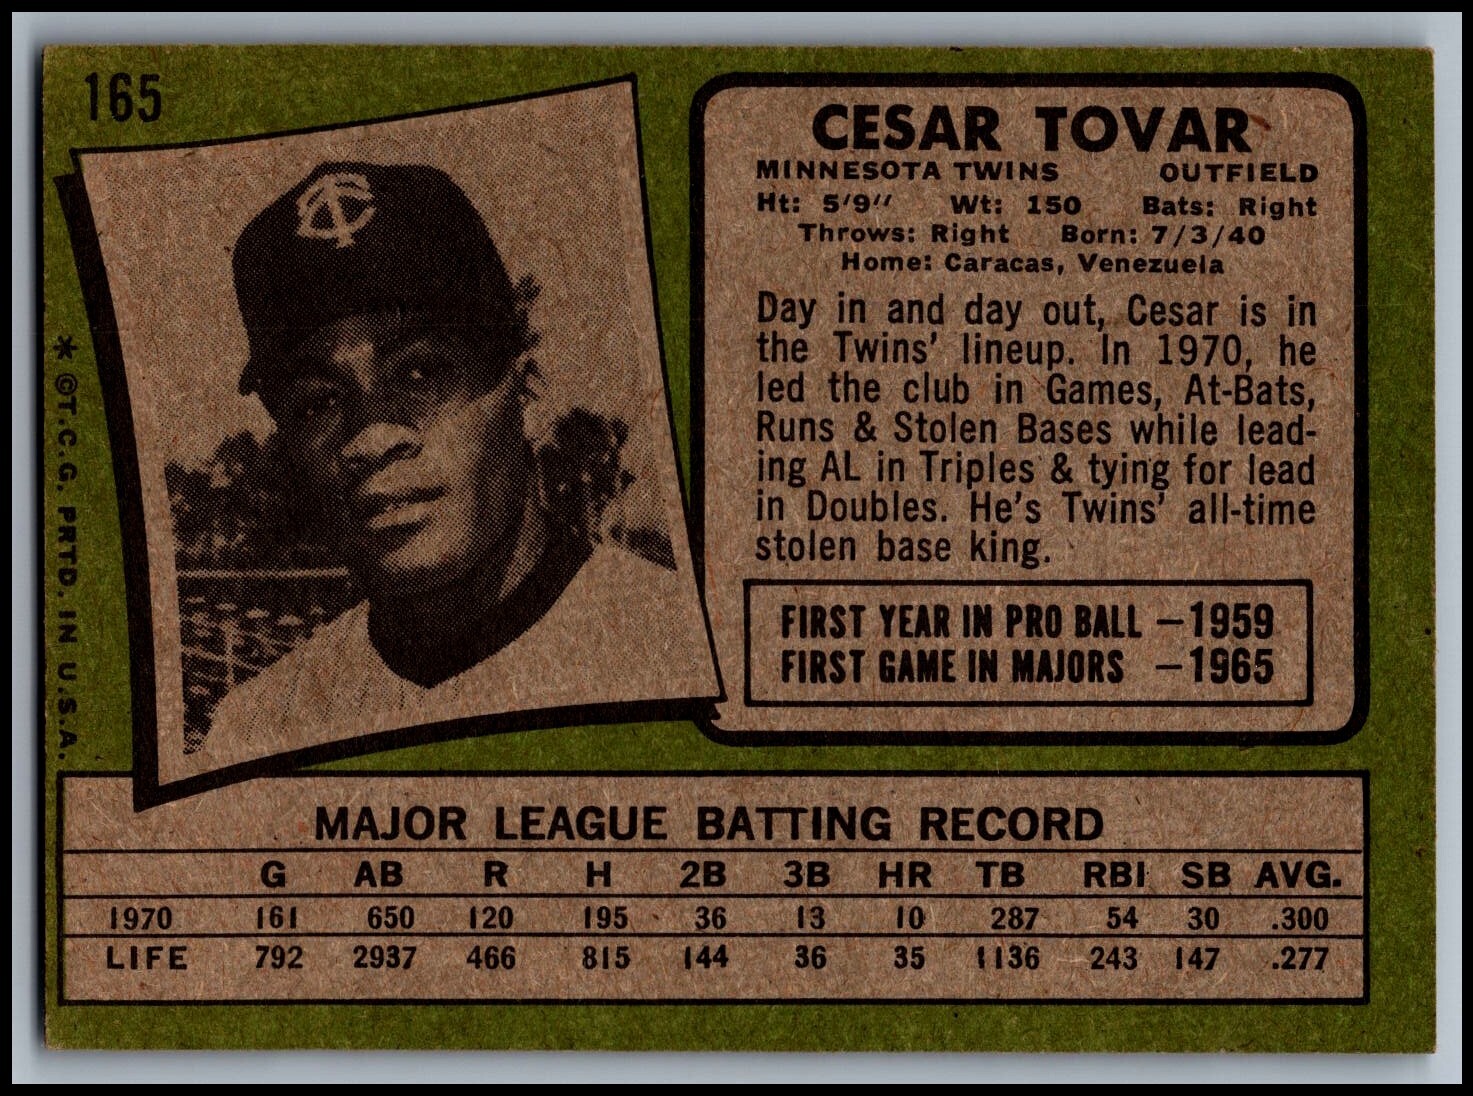 165
CESAR TOVAR
MINNESOTA TWINS OUTFIELD
Ht: 5'9" Wt: 150 Bats: Right
Throws: Right Born: 7/3/40
Home: Caracas, Venezuela
Day in and day out, Cesar is in
the Twins' lineup. In 1970, he
led the club in Games, At-Bats,
Runs & Stolen Bases while lead-
ing AL in Triples & tying for lead
in Doubles. He's Twins' all-time
stolen base king.
FIRST YEAR IN PRO BALL —1959
FIRST GAME IN MAJORS —1965
TC
* ©T.C.G. PRTD. IN U.S.A.
MAJOR LEAGUE BATTING RECORD
G AB R H 2B 3B HR TB RBI SB AVG.
1970 161 650 120 195 36 13 10 287 54 30 .300
LIFE 792 2937 466 815 144 36 35 1136 243 147 .277